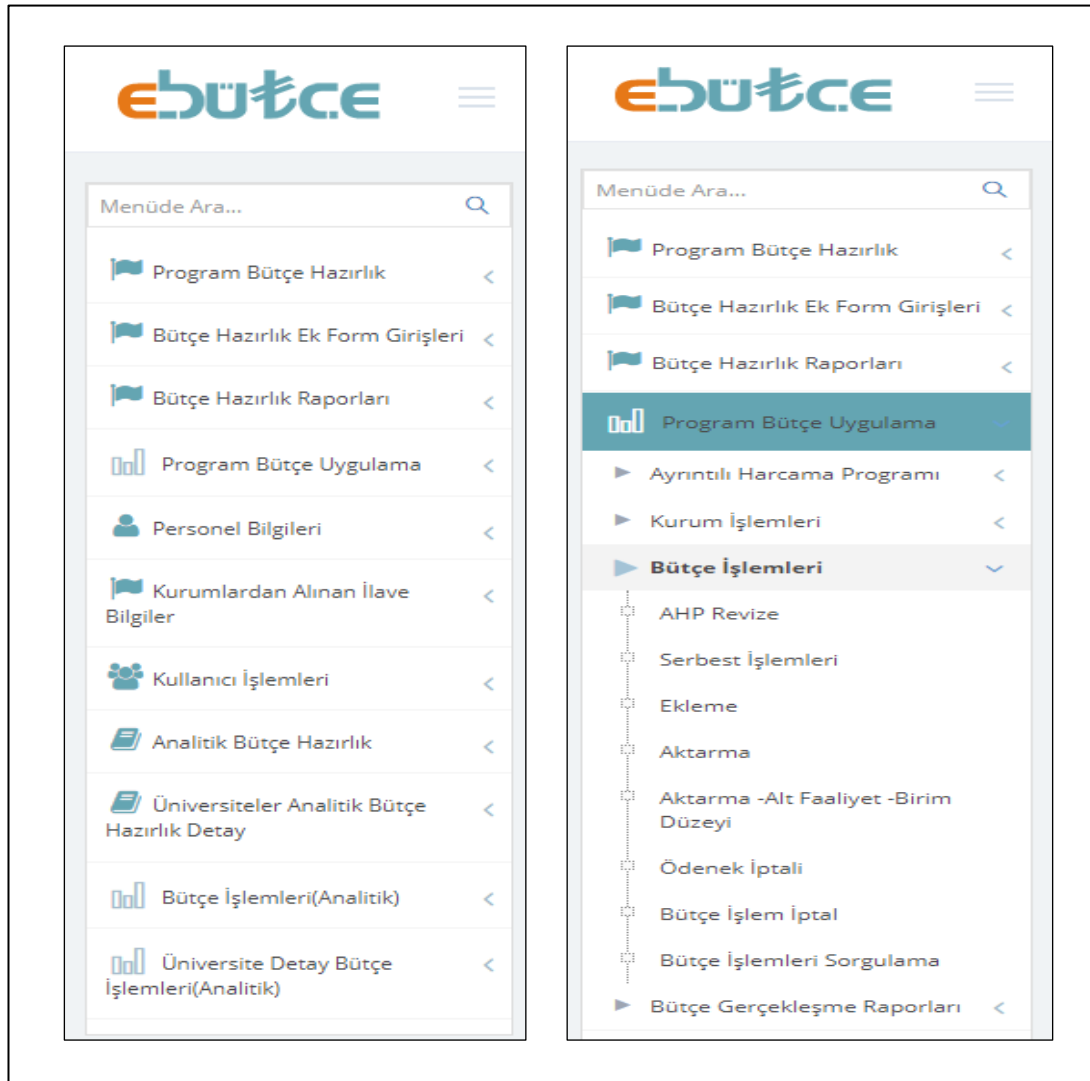 ebütçe
Menüde Ara...
Program Bütçe Hazırlık
Bütçe Hazırlık Ek Form Girişleri
Bütçe Hazırlık Raporları
Program Bütçe Uygulama
Personel Bilgileri
Kurumlardan Alınan İlave
Bilgiler
Kullanıcı İşlemleri
Analitik Bütçe Hazırlık
Üniversiteler Analitik Bütçe
Hazırlık Detay
Bütçe İşlemleri(Analitik)
Üniversite Detay Bütçe
İşlemleri(Analitik)
ebütçe
Menüde Ara...
Program Bütçe Hazırlık
Bütçe Hazırlık Ek Form Girişleri
Bütçe Hazırlık Raporları
Program Bütçe Uygulama
Ayrıntılı Harcama Programı
Kurum İşlemleri
Bütçe İşlemleri
AHP Revize
Serbest İşlemleri
Ekleme
Aktarma
Aktarma -Alt Faaliyet -Birim
Düzeyi
Ödenek İptali
Bütçe İşlem İptal
Bütçe İşlemleri Sorgulama
Bütçe Gerçekleşme Raporları